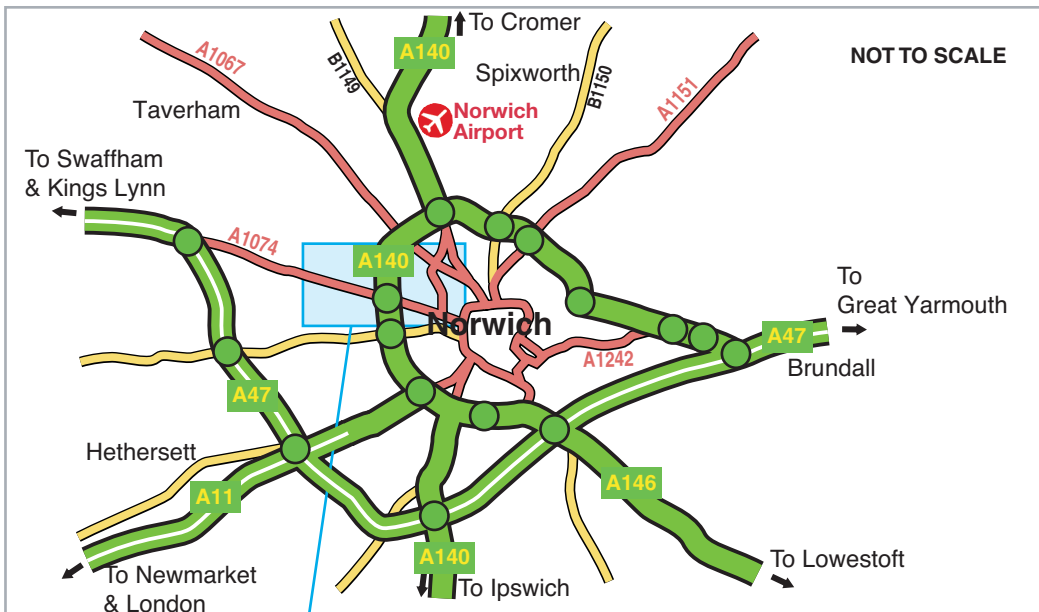 To Cromer
A140
A1067
B1149
Spixworth
B1150
A1151
NOT TO SCALE
Taverham
Norwich
Airport
To Swaffham
& Kings Lynn
A1074
A140
To
Great Yarmouth
Norwich
A47
A1242
Brundall
A47
Hethersett
A11
A146
A140
To Lowestoft
To Newmarket
& London
To Ipswich